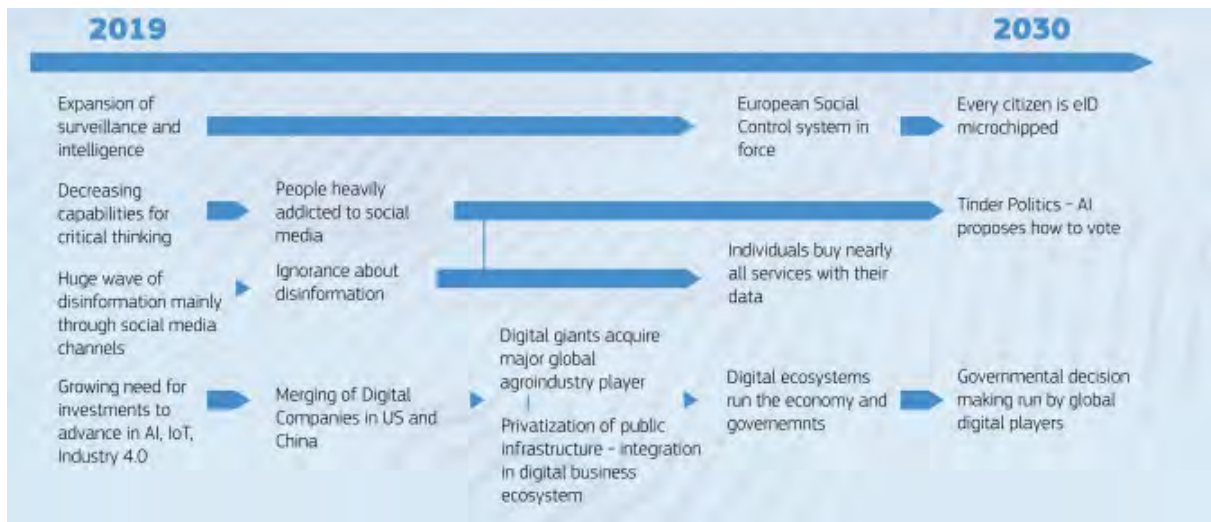 2019
2030
Expansion of
surveillance and
intelligence
European Social
Control system in
force
Every citizen is eID
microchipped
Decreasing
capabilities for
critical thinking
People heavily
addicted to social
media
Tinder Politics – AI
proposes how to vote
Huge wave of
disinformation mainly
through social media
channels
Ignorance about
disinformation
Individuals buy nearly
all services with their
data
Growing need for
investments to
advance in AI, IoT,
Industry 4.0
Merging of Digital
Companies in US and
China
Digital giants acquire
major global
agroindustry player
Privatization of public
infrastructure – integration
in digital business
ecosystem
Digital ecosystems
run the economy and
governemnts
Governmental decision
making run by global
digital players